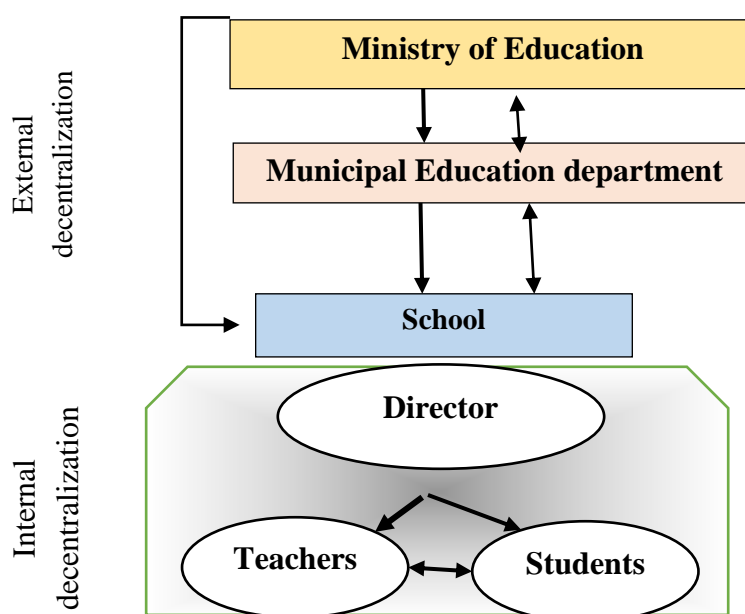 Ministry of Education
External
decentralization
Municipal Education department
School
Internal
decentralization
Director
Teachers
Students